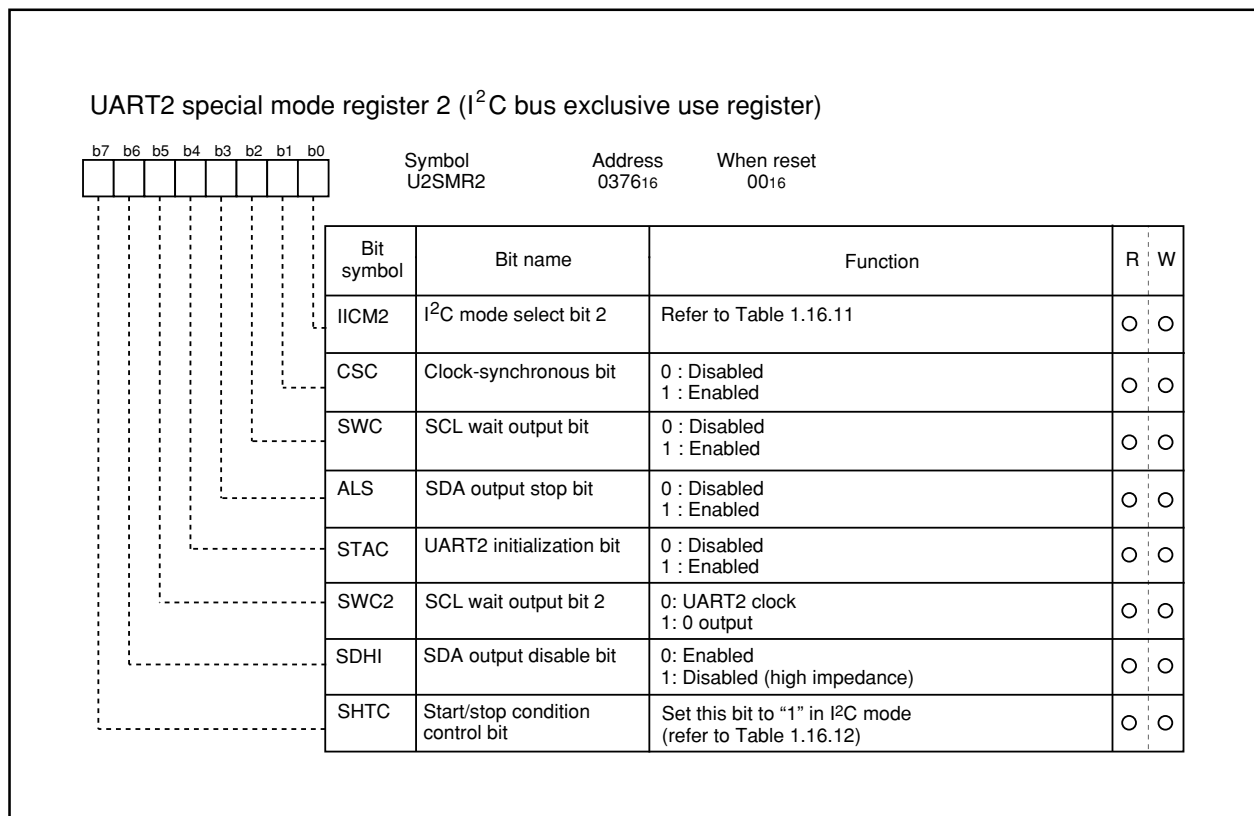 UART2 special mode register 2 (I2C bus exclusive use register)
b7 b6 b5 b4 b3 b2 b1 b0
Symbol Address When reset
U2SMR2 037616 0016
Bit symbol Bit name Function R W
IICM2 I2C mode select bit 2 Refer to Table 1.16.11
CSC Clock-synchronous bit 0 : Disabled
1 : Enabled
SWC SCL wait output bit 0 : Disabled
1 : Enabled
ALS SDA output stop bit 0 : Disabled
1 : Enabled
STAC UART2 initialization bit 0 : Disabled
1 : Enabled
SWC2 SCL wait output bit 2 0: UART2 clock
1: 0 output
SDHI SDA output disable bit 0: Enabled
1: Disabled (high impedance)
SHTC Start/stop condition control bit Set this bit to “1” in I2C mode
(refer to Table 1.16.12)